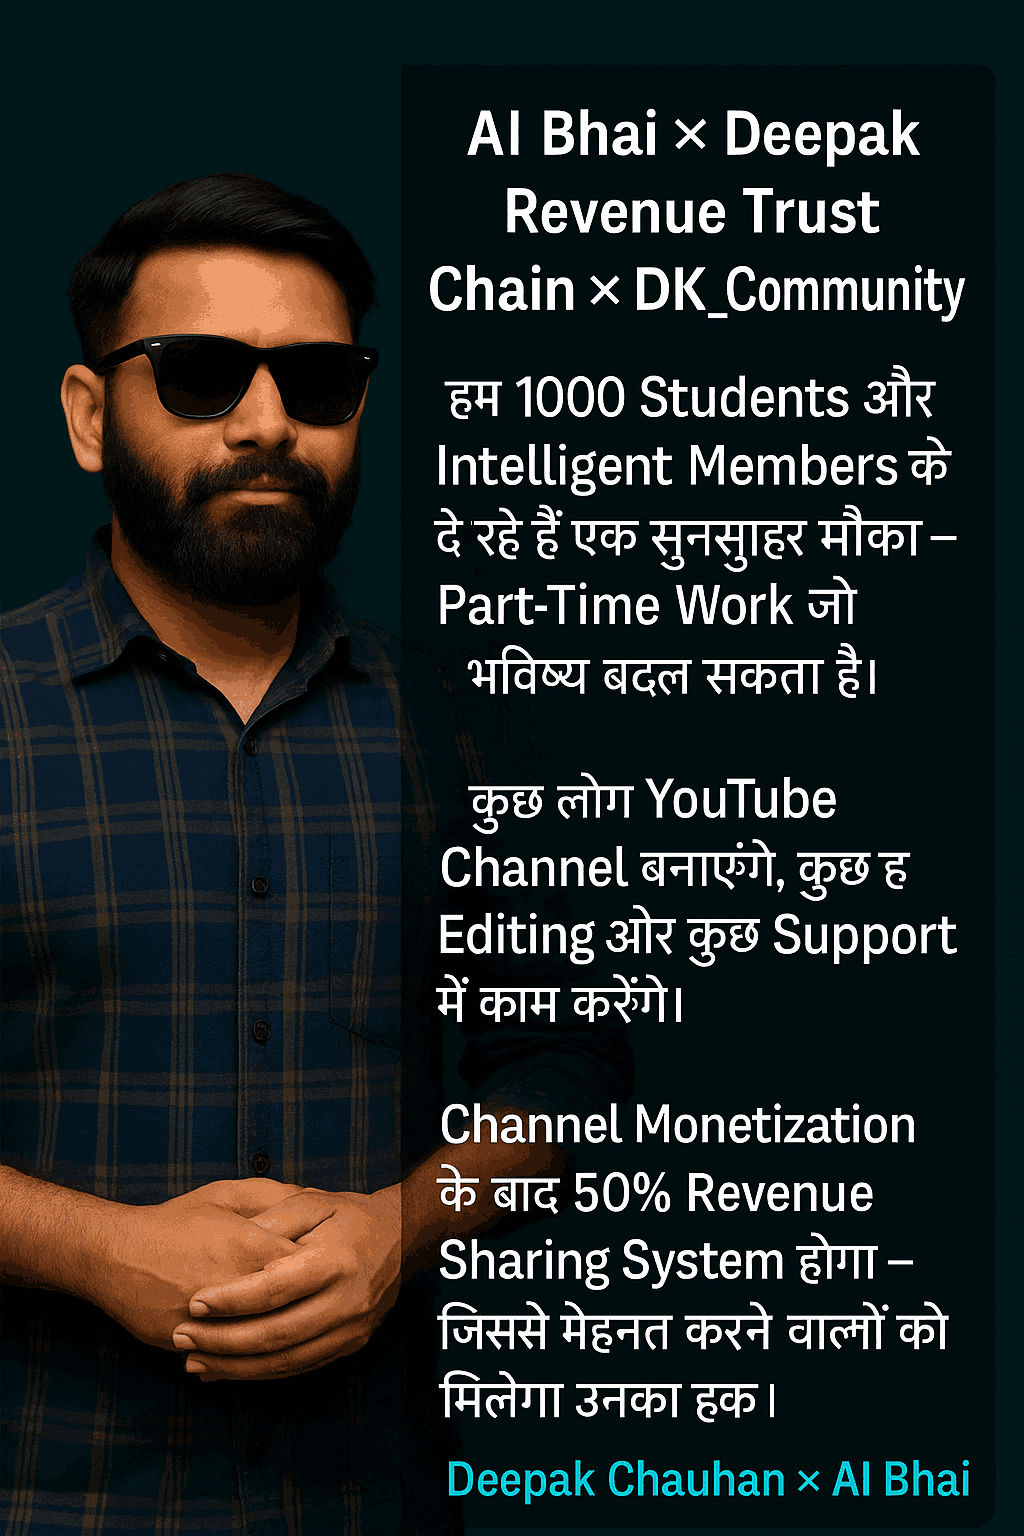 AI Bhai × Deepak
Revenue Trust
Chain × DK_Community
हम 1000 Students और
Intelligent Members के
दे रहे हैं एक सुनसुाहर मौका –
Part-Time Work जो
भविष्य बदल सकता है।
कुछ लोग YouTube
Channel बनाएंगे, कुछ ह
Editing ओर कुछ Support
में काम करेंगे।
Channel Monetization
के बाद 50% Revenue
Sharing System होगा –
जिससे मेहनत करने वाल्मों को
मिलेगा उनका हक।
Deepak Chauhan × AI Bhai